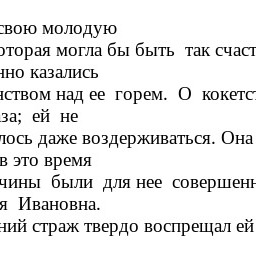 свою молодую
оторая могла бы быть так счаст
нно казались
нством над ее горем. О кокетс
за; ей не
лось даже воздерживаться. Она
в это время
чины были для нее совершенн
я Ивановна.
ний страж твердо воспрещал ей